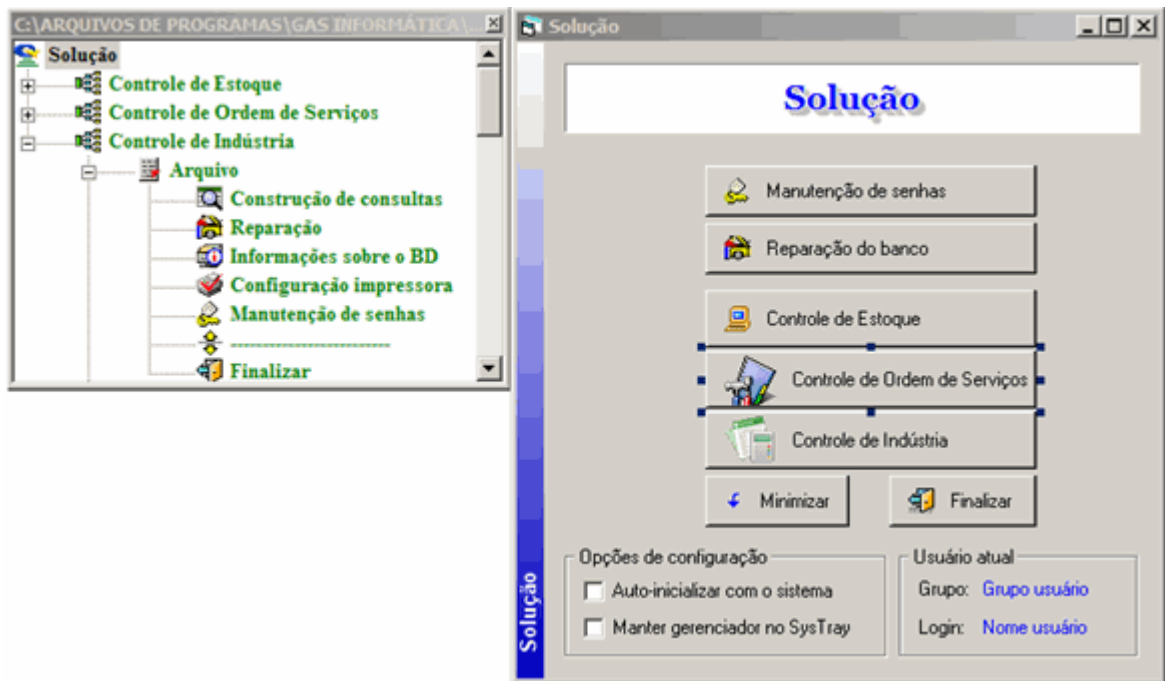 C:\ARQUIVOS DE PROGRAMAS\GAS INFORMÁTICA\...
Solução
Controle de Estoque
Controle de Ordem de Serviços
Controle de Indústria
Arquivo
Construção de consultas
Reparação
Informações sobre o BD
Configuração impressora
Manutenção de senhas
-------------------------
Finalizar
Solução
Solução
Manutenção de senhas
Reparação do banco
Controle de Estoque
Controle de Ordem de Serviços
Controle de Indústria
Minimizar
Finalizar
Opções de configuração
Auto-inicializar com o sistema
Manter gerenciador no SysTray
Usuário atual
Grupo: Grupo usuário
Login: Nome usuário
Solução